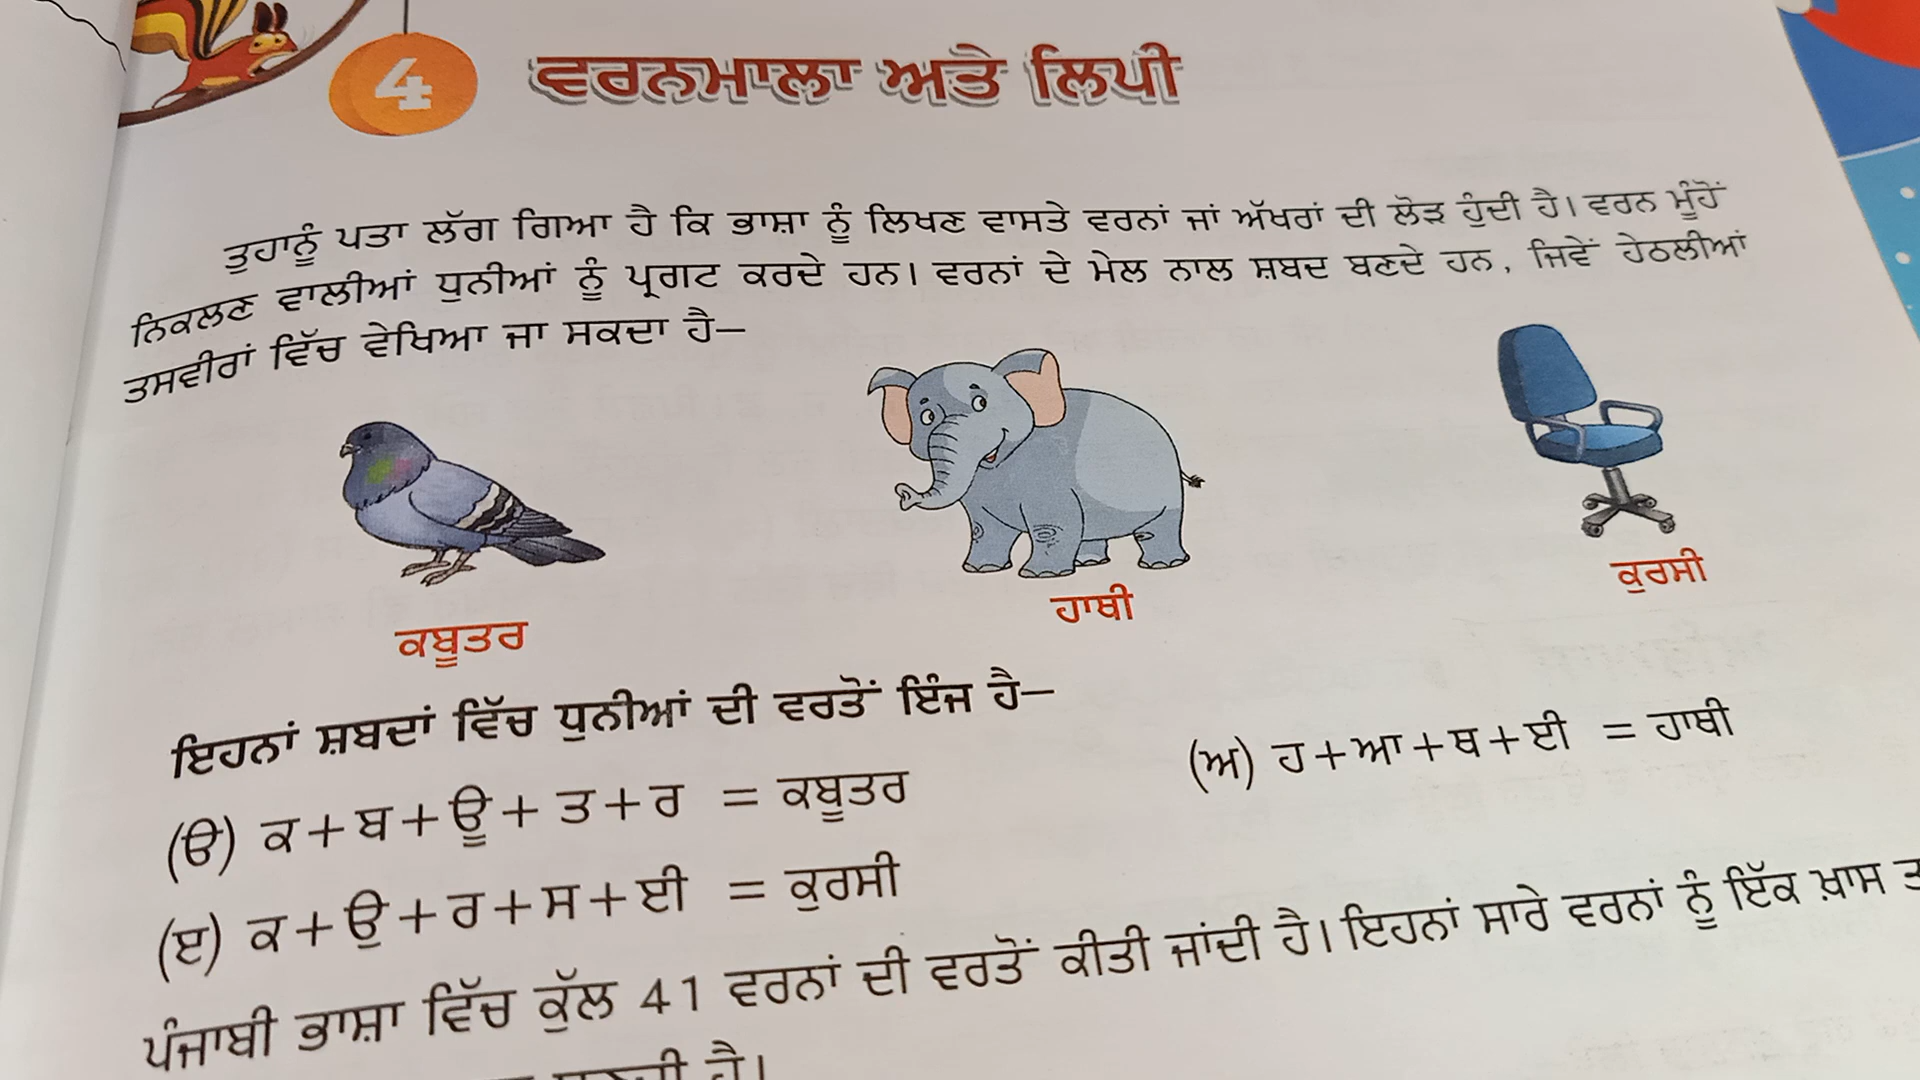 4 ਵਰਨਮਾਲਾ ਅਤੇ ਲਿਪੀ
ਤੁਹਾਨੂੰ ਪਤਾ ਲੱਗ ਗਿਆ ਹੈ ਕਿ ਭਾਸ਼ਾ ਨੂੰ ਲਿਖਣ ਵਾਸਤੇ ਵਰਨਾਂ ਜਾਂ ਅੱਖਰਾਂ ਦੀ ਲੋੜ ਹੁੰਦੀ ਹੈ। ਵਰਨ ਮੂੰਹੋਂ
ਨਿਕਲਣ ਵਾਲੀਆਂ ਧੁਨੀਆਂ ਨੂੰ ਪ੍ਰਗਟ ਕਰਦੇ ਹਨ। ਵਰਨਾਂ ਦੇ ਮੇਲ ਨਾਲ ਸ਼ਬਦ ਬਣਦੇ ਹਨ, ਜਿਵੇਂ ਹੇਠਲੀਆਂ
ਤਸਵੀਰਾਂ ਵਿੱਚ ਵੇਖਿਆ ਜਾ ਸਕਦਾ ਹੈ—
ਕਬੂਤਰ ਹਾਥੀ ਕੁਰਸੀ
ਇਹਨਾਂ ਸ਼ਬਦਾਂ ਵਿੱਚ ਧੁਨੀਆਂ ਦੀ ਵਰਤੋਂ ਇੰਜ ਹੈ—
(ੳ) ਕ+ਬ+ਊ+ਤ+ਰ = ਕਬੂਤਰ (ਅ) ਹ+ਆ+ਥ+ਈ = ਹਾਥੀ
(ੲ) ਕ+ਉ+ਰ+ਸ+ਈ = ਕੁਰਸੀ
ਪੰਜਾਬੀ ਭਾਸ਼ਾ ਵਿੱਚ ਕੁੱਲ 41 ਵਰਨਾਂ ਦੀ ਵਰਤੋਂ ਕੀਤੀ ਜਾਂਦੀ ਹੈ। ਇਹਨਾਂ ਸਾਰੇ ਵਰਨਾਂ ਨੂੰ ਇੱਕ ਖ਼ਾਸ
ਹੈ।